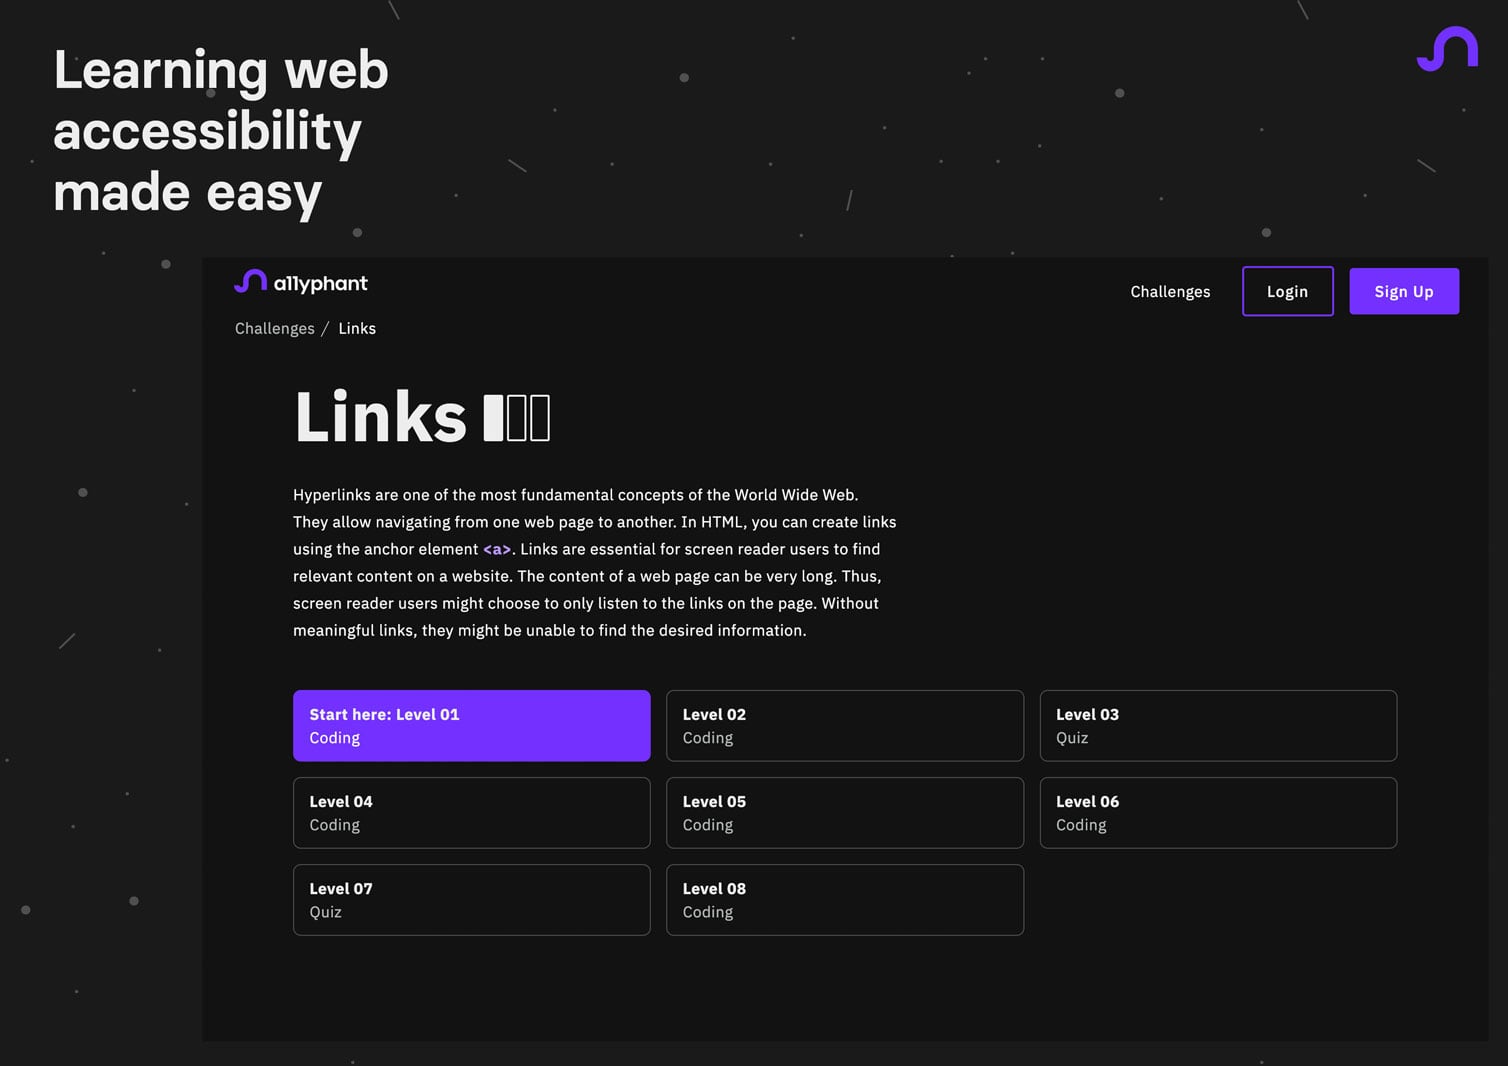 Learning web
accessibility
made easy
a11yphant
Challenges
Login
Sign Up
Challenges / Links
Links
Hyperlinks are one of the most fundamental concepts of the World Wide Web.
They allow navigating from one web page to another. In HTML, you can create links
using the anchor element <a>. Links are essential for screen reader users to find
relevant content on a website. The content of a web page can be very long. Thus,
screen reader users might choose to only listen to the links on the page. Without
meaningful links, they might be unable to find the desired information.
Start here: Level 01
Coding
Level 02
Coding
Level 03
Quiz
Level 04
Coding
Level 05
Coding
Level 06
Coding
Level 07
Quiz
Level 08
Coding